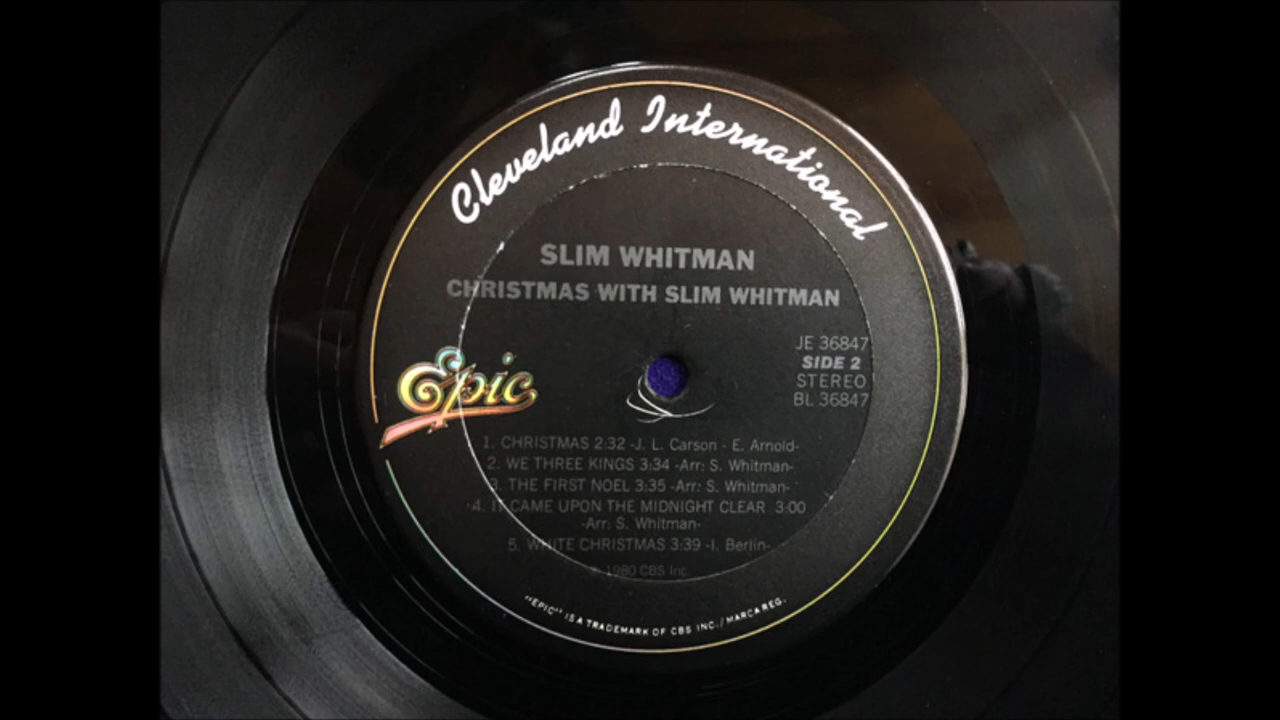 Cleveland International
SLIM WHITMAN
CHRISTMAS WITH SLIM WHITMAN
JE 36847
SIDE 2
STEREO
BL 36847
Epic
1. CHRISTMAS 2:32 -J. L. Carson - E. Arnold-
2. WE THREE KINGS 3:34 -Arr: S. Whitman-
3. THE FIRST NOEL 3:35 -Arr: S. Whitman-
4. IT CAME UPON THE MIDNIGHT CLEAR 3:00
-Arr: S. Whitman-
5. WHITE CHRISTMAS 3:39 -I. Berlin-
1980 CBS Inc.
"EPIC" IS A TRADEMARK OF CBS INC./MARCA REG.